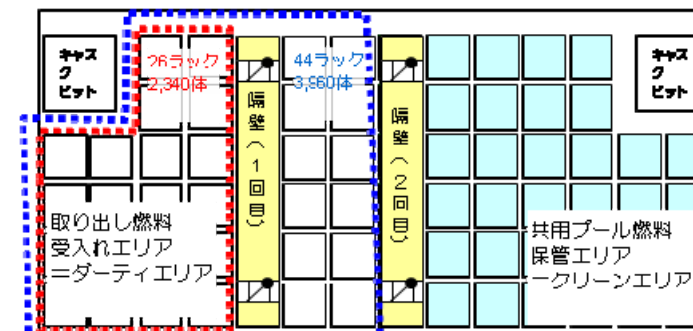 キャス
ク
ピット
26ラック
2,340体
44ラック
3,960体
キャス
ク
ピット
隔壁（１回目）
隔壁（２回目）
取り出し燃料
受入れエリア
＝ダーティエリア
共用プール燃料
保管エリア
＝クリーンエリア